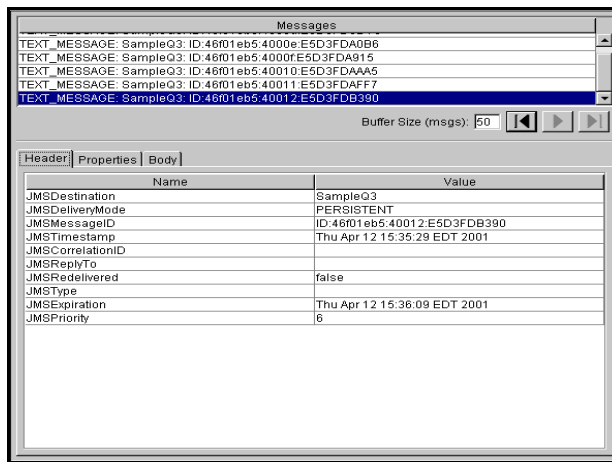 Messages
TEXT_MESSAGE: SampleQ3: ID:46f01eb5:4000e:E5D3FDA0B6
TEXT_MESSAGE: SampleQ3: ID:46f01eb5:4000f:E5D3FDA915
TEXT_MESSAGE: SampleQ3: ID:46f01eb5:40010:E5D3FDAAA5
TEXT_MESSAGE: SampleQ3: ID:46f01eb5:40011:E5D3FDAFF7
TEXT_MESSAGE: SampleQ3: ID:46f01eb5:40012:E5D3FDB390
Buffer Size (msgs): 50
Header Properties Body
Name Value
JMSDestination SampleQ3
JMSDeliveryMode PERSISTENT
JMSMessageID ID:46f01eb5:40012:E5D3FDB390
JMSTimestamp Thu Apr 12 15:35:29 EDT 2001
JMSCorrelationID
JMSReplyTo
JMSRedelivered false
JMSType
JMSExpiration Thu Apr 12 15:36:09 EDT 2001
JMSPriority 6